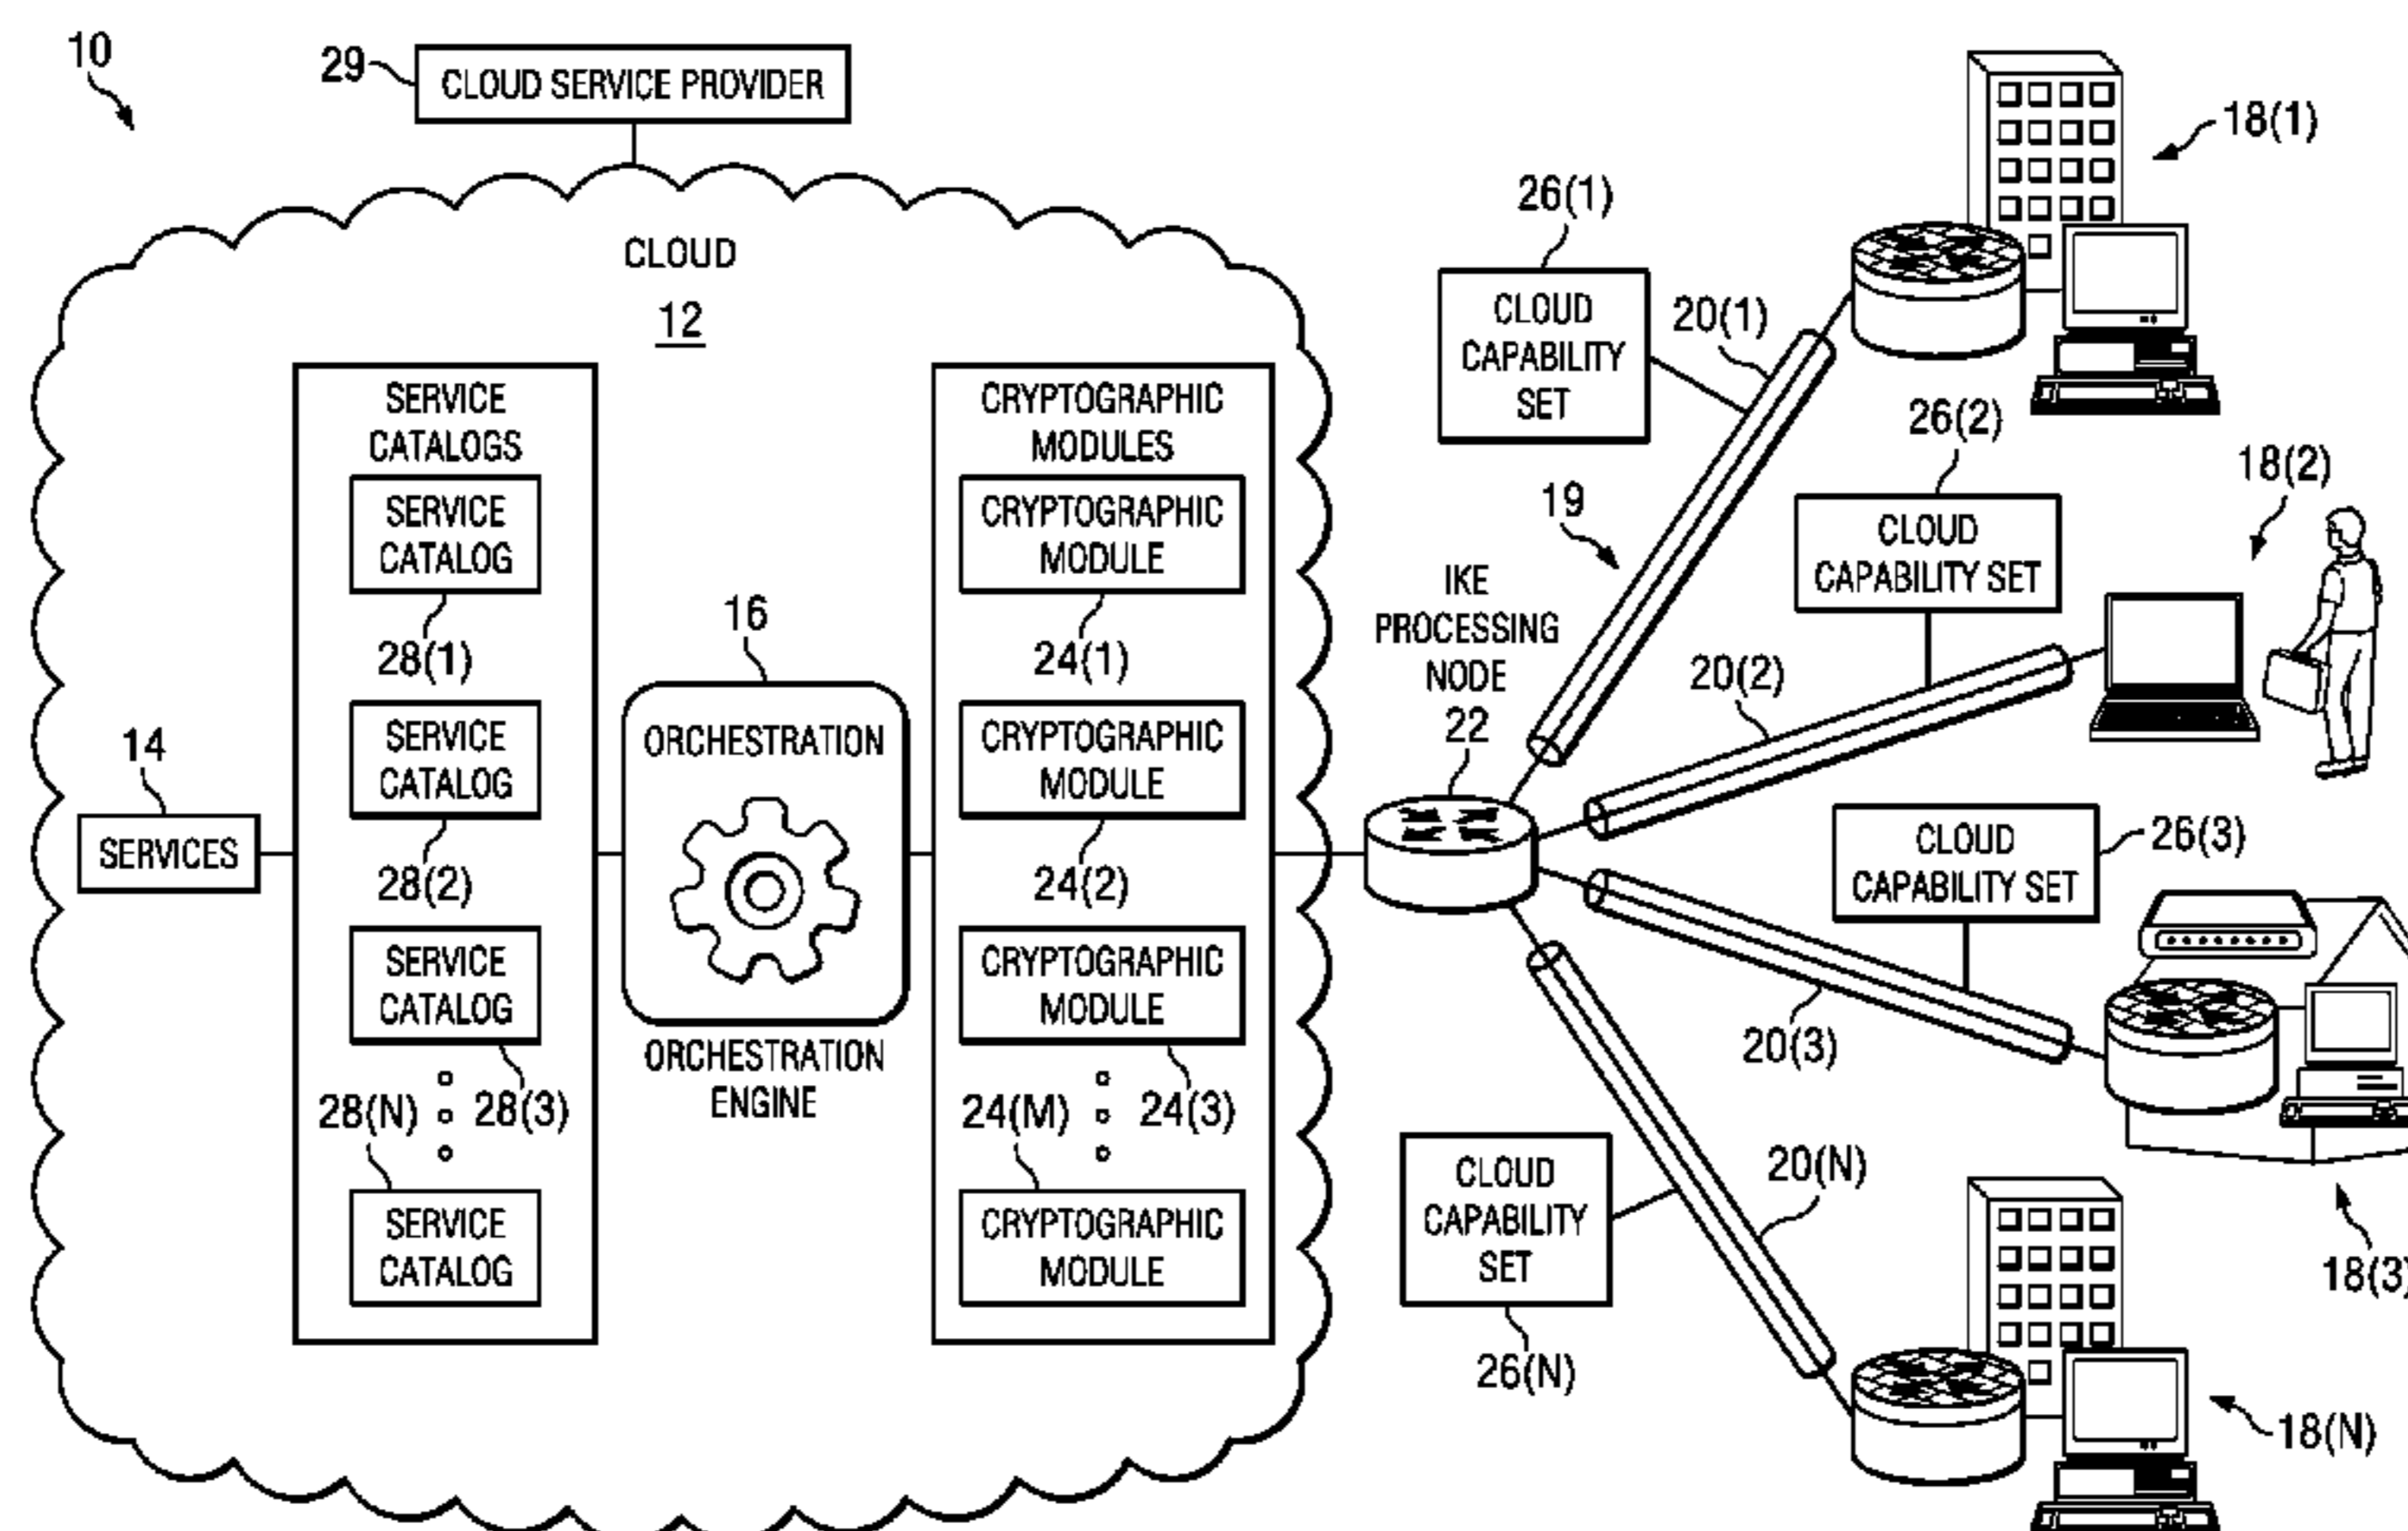 10
29
CLOUD SERVICE PROVIDER
CLOUD
12
SERVICE
CATALOGS
SERVICE
CATALOG
28(1)
SERVICE
CATALOG
28(2)
SERVICE
CATALOG
28(3)
28(N)
SERVICE
CATALOG
14
SERVICES
16
ORCHESTRATION
ORCHESTRATION
ENGINE
CRYPTOGRAPHIC
MODULES
CRYPTOGRAPHIC
MODULE
24(1)
CRYPTOGRAPHIC
MODULE
24(2)
CRYPTOGRAPHIC
MODULE
24(3)
24(M)
CRYPTOGRAPHIC
MODULE
IKE
PROCESSING
NODE
22
19
26(1)
CLOUD
CAPABILITY
SET
20(1)
18(1)
26(2)
CLOUD
CAPABILITY SET
20(2)
18(2)
26(3)
CLOUD
CAPABILITY SET
20(3)
18(3)
CLOUD
CAPABILITY
SET
26(N)
20(N)
18(N)